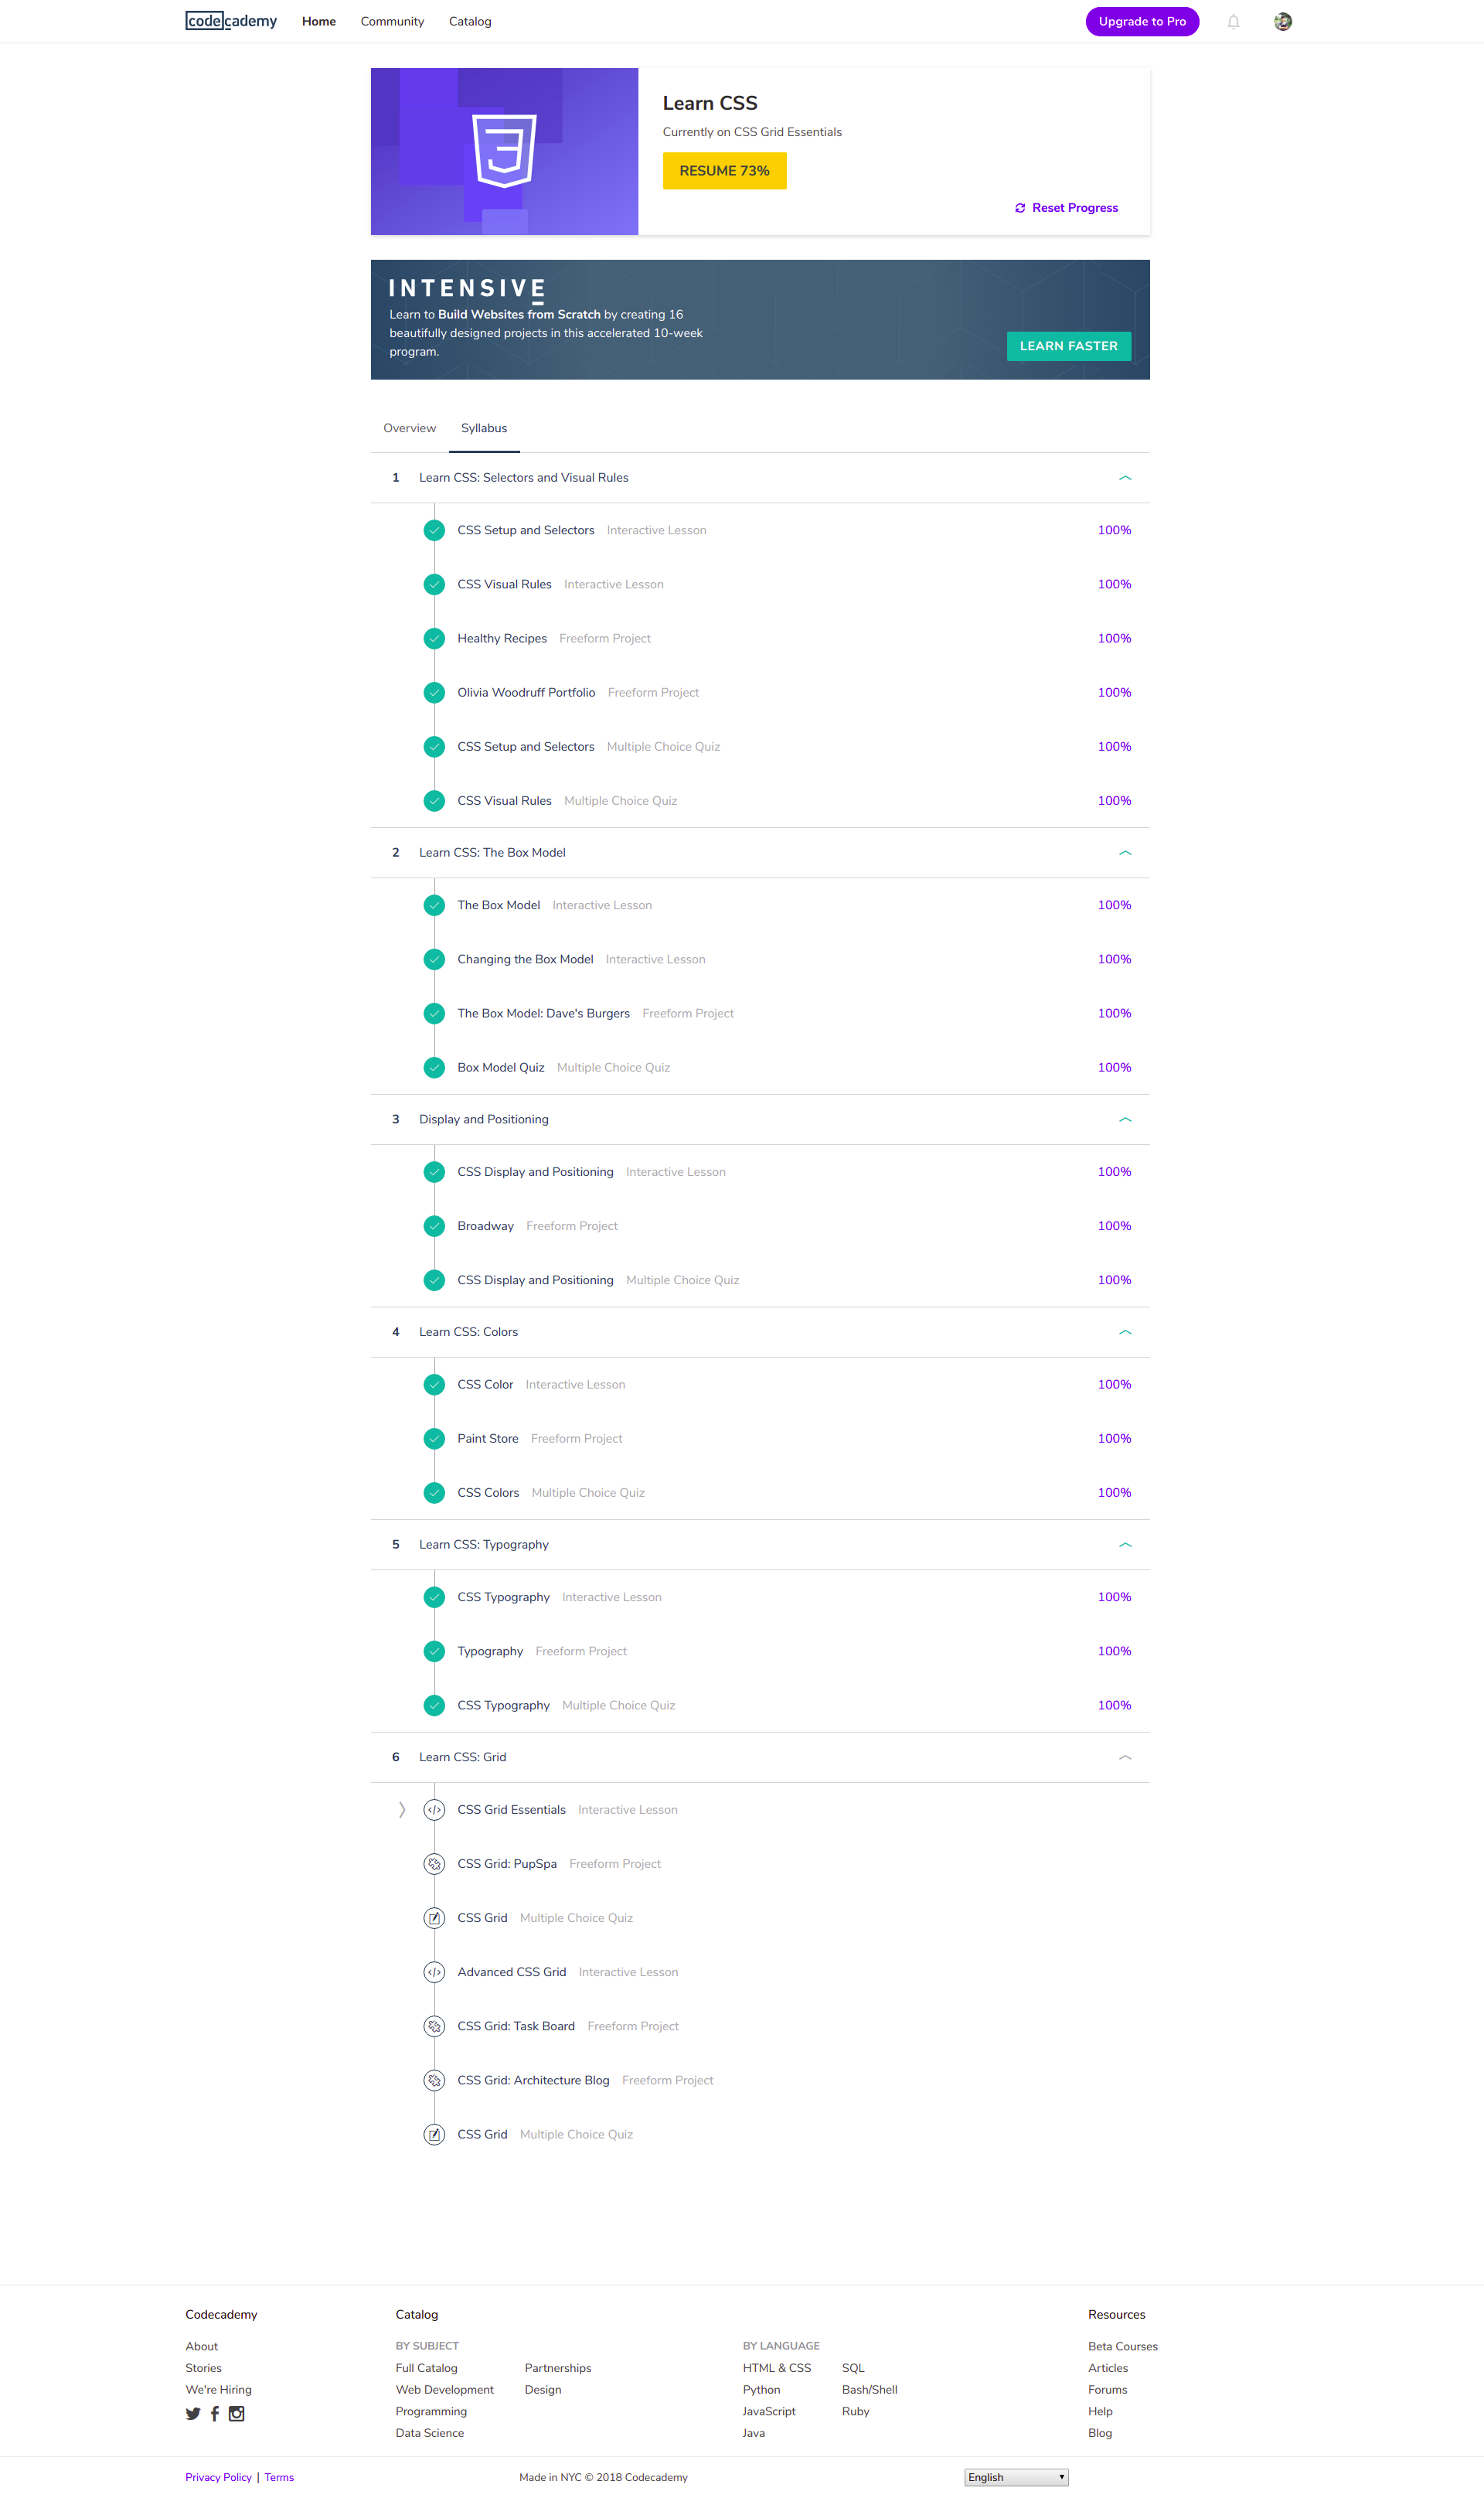 codecademy
Home
Community
Catalog
Upgrade to Pro
Learn CSS
Currently on CSS Grid Essentials
RESUME 73%
Reset Progress
INTENSIVE
Learn to Build Websites from Scratch by creating 16
beautifully designed projects in this accelerated 10-week
program.
LEARN FASTER
Overview
Syllabus
1 Learn CSS: Selectors and Visual Rules
CSS Setup and Selectors Interactive Lesson 100%
CSS Visual Rules Interactive Lesson 100%
Healthy Recipes Freeform Project 100%
Olivia Woodruff Portfolio Freeform Project 100%
CSS Setup and Selectors Multiple Choice Quiz 100%
CSS Visual Rules Multiple Choice Quiz 100%
2 Learn CSS: The Box Model
The Box Model Interactive Lesson 100%
Changing the Box Model Interactive Lesson 100%
The Box Model: Dave's Burgers Freeform Project 100%
Box Model Quiz Multiple Choice Quiz 100%
3 Display and Positioning
CSS Display and Positioning Interactive Lesson 100%
Broadway Freeform Project 100%
CSS Display and Positioning Multiple Choice Quiz 100%
4 Learn CSS: Colors
CSS Color Interactive Lesson 100%
Paint Store Freeform Project 100%
CSS Colors Multiple Choice Quiz 100%
5 Learn CSS: Typography
CSS Typography Interactive Lesson 100%
Typography Freeform Project 100%
CSS Typography Multiple Choice Quiz 100%
6 Learn CSS: Grid
CSS Grid Essentials Interactive Lesson
CSS Grid: PupSpa Freeform Project
CSS Grid Multiple Choice Quiz
Advanced CSS Grid Interactive Lesson
CSS Grid: Task Board Freeform Project
CSS Grid: Architecture Blog Freeform Project
CSS Grid Multiple Choice Quiz
Codecademy
About
Stories
We're Hiring
Catalog
BY SUBJECT
Full Catalog
Web Development
Programming
Data Science
Partnerships
Design
BY LANGUAGE
HTML & CSS
Python
JavaScript
Java
SQL
Bash/Shell
Ruby
Resources
Beta Courses
Articles
Forums
Help
Blog
Privacy Policy | Terms
Made in NYC © 2018 Codecademy
English